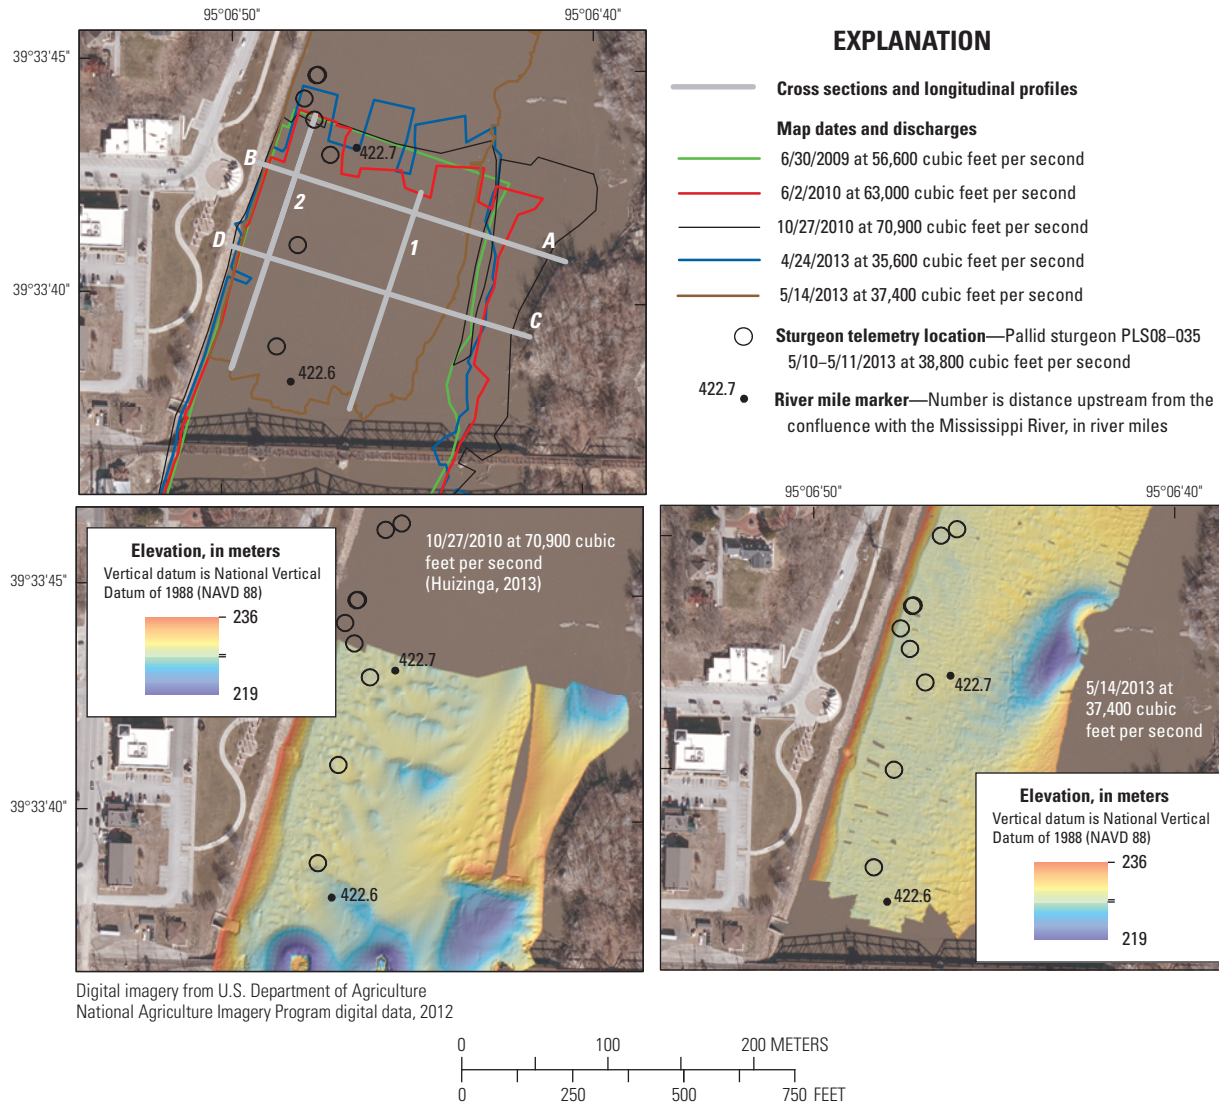 95°06'50"
95°06'40"
39°33'45"
39°33'40"
B
2
D
1
A
C
422.7
422.6
EXPLANATION
Cross sections and longitudinal profiles
Map dates and discharges
6/30/2009 at 56,600 cubic feet per second
6/2/2010 at 63,000 cubic feet per second
10/27/2010 at 70,900 cubic feet per second
4/24/2013 at 35,600 cubic feet per second
5/14/2013 at 37,400 cubic feet per second
Sturgeon telemetry location—Pallid sturgeon PLS08–035
5/10–5/11/2013 at 38,800 cubic feet per second
422.7
River mile marker—Number is distance upstream from the
confluence with the Mississippi River, in river miles
39°33'45"
39°33'40"
Elevation, in meters
Vertical datum is National Vertical
Datum of 1988 (NAVD 88)
236
=
219
10/27/2010 at 70,900 cubic
feet per second
(Huizinga, 2013)
422.7
422.6
95°06'50"
95°06'40"
422.7
422.6
5/14/2013 at
37,400 cubic
feet per second
Elevation, in meters
Vertical datum is National Vertical
Datum of 1988 (NAVD 88)
236
=
219
Digital imagery from U.S. Department of Agriculture
National Agriculture Imagery Program digital data, 2012
0 100 200 METERS
0 250 500 750 FEET